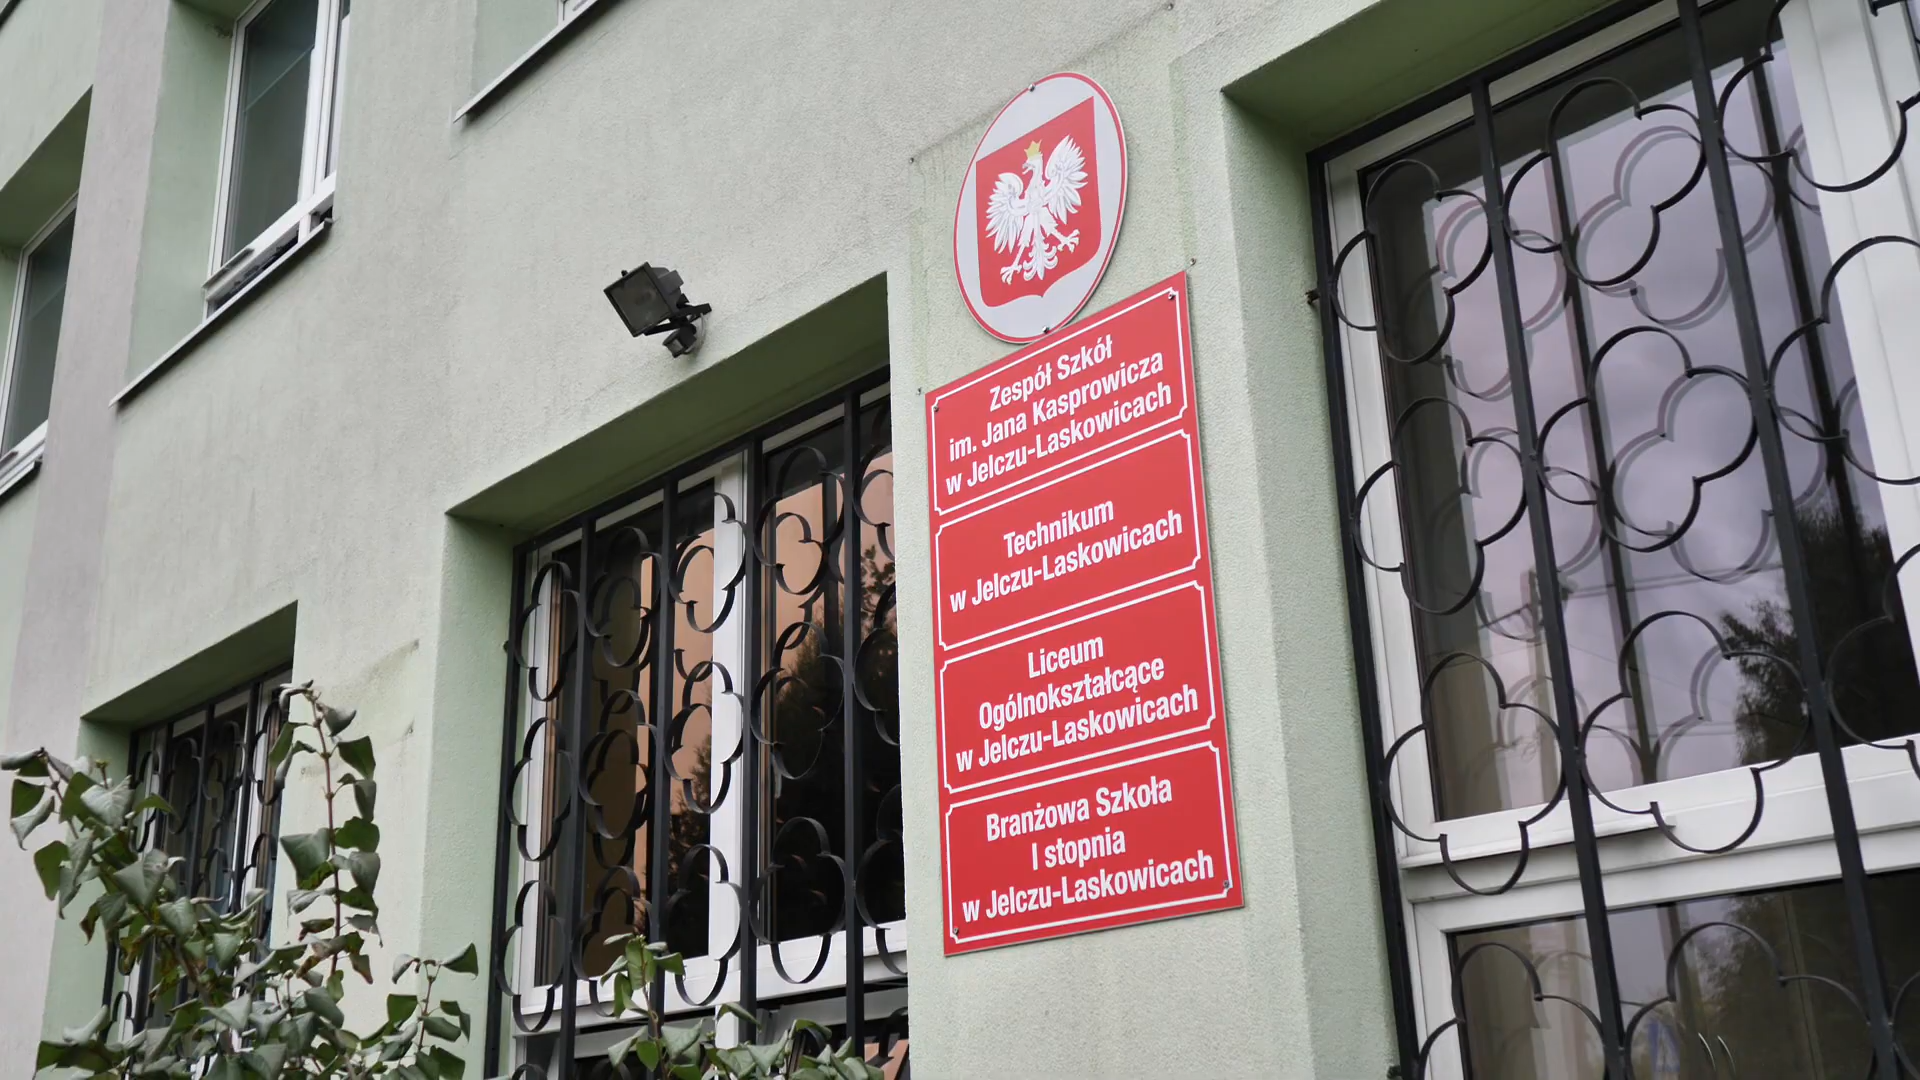 Zespół Szkół
im. Jana Kasprowicza
w Jelczu-Laskowicach
Technikum
w Jelczu-Laskowicach
Liceum
Ogólnokształcące
w Jelczu-Laskowicach
Branżowa Szkoła
I stopnia
w Jelczu-Laskowicach